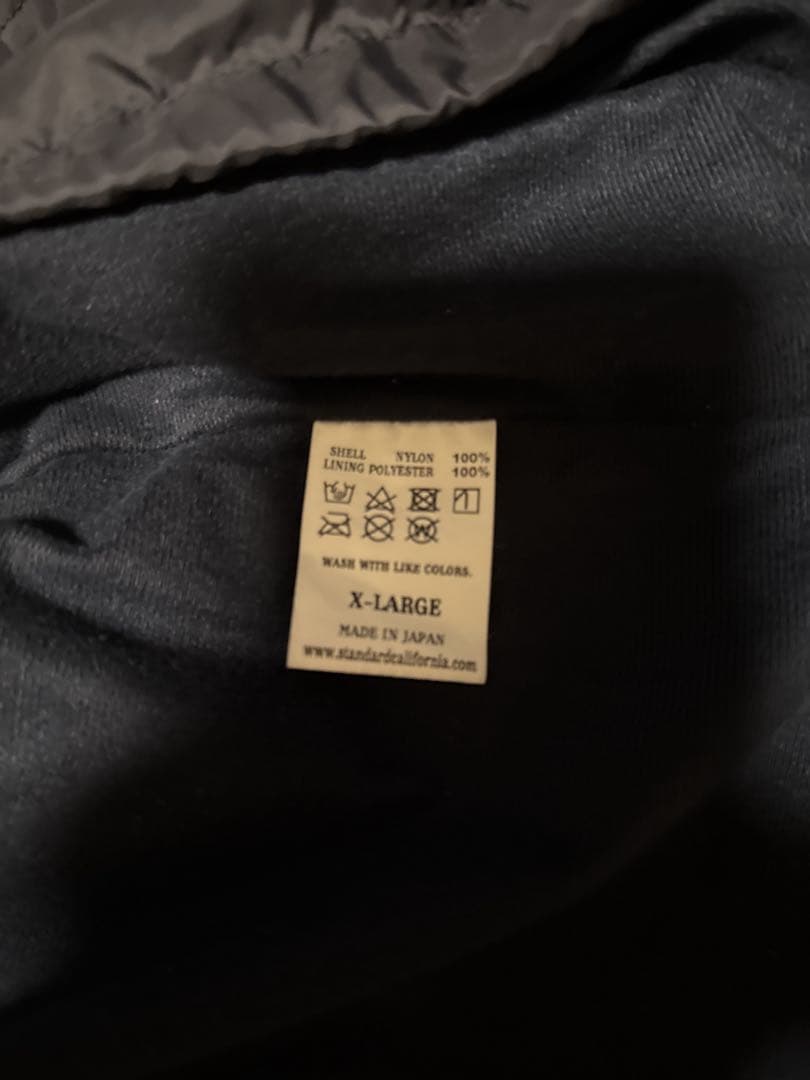 SHELL NYLON 100%
LINING POLYESTER 100%
WASH WITH LIKE COLORS.
X-LARGE
MADE IN JAPAN
www.standardcalifornia.com